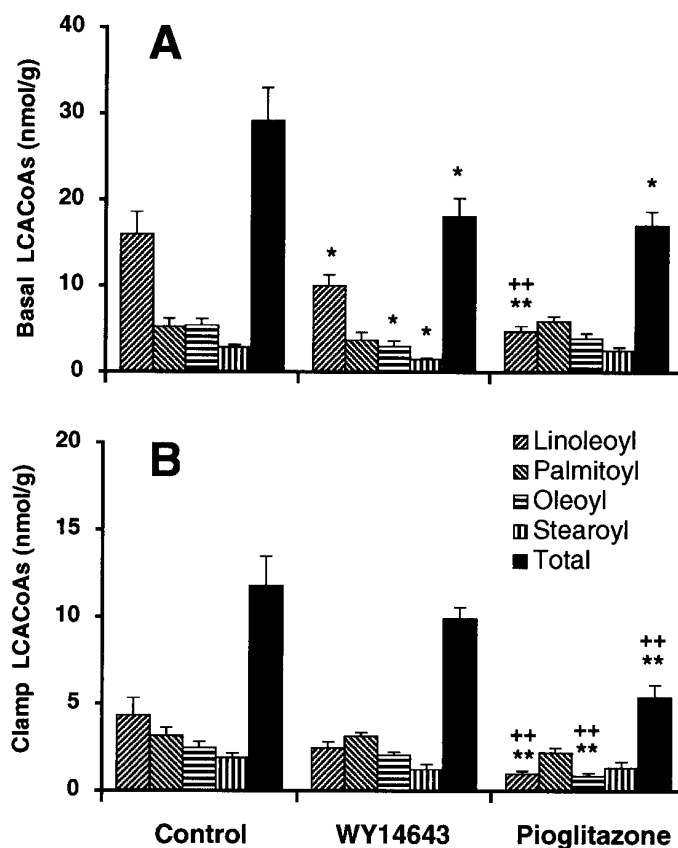 A
Basal LCACoAs (nmol/g)
40
30
20
10
0
*
*
*
*
++
**
*
B
Clamp LCACoAs (nmol/g)
20
15
10
5
0
Linoleoyl
Palmitoyl
Oleoyl
Stearoyl
Total
++
**
++
**
++
**
Control WY14643 Pioglitazone